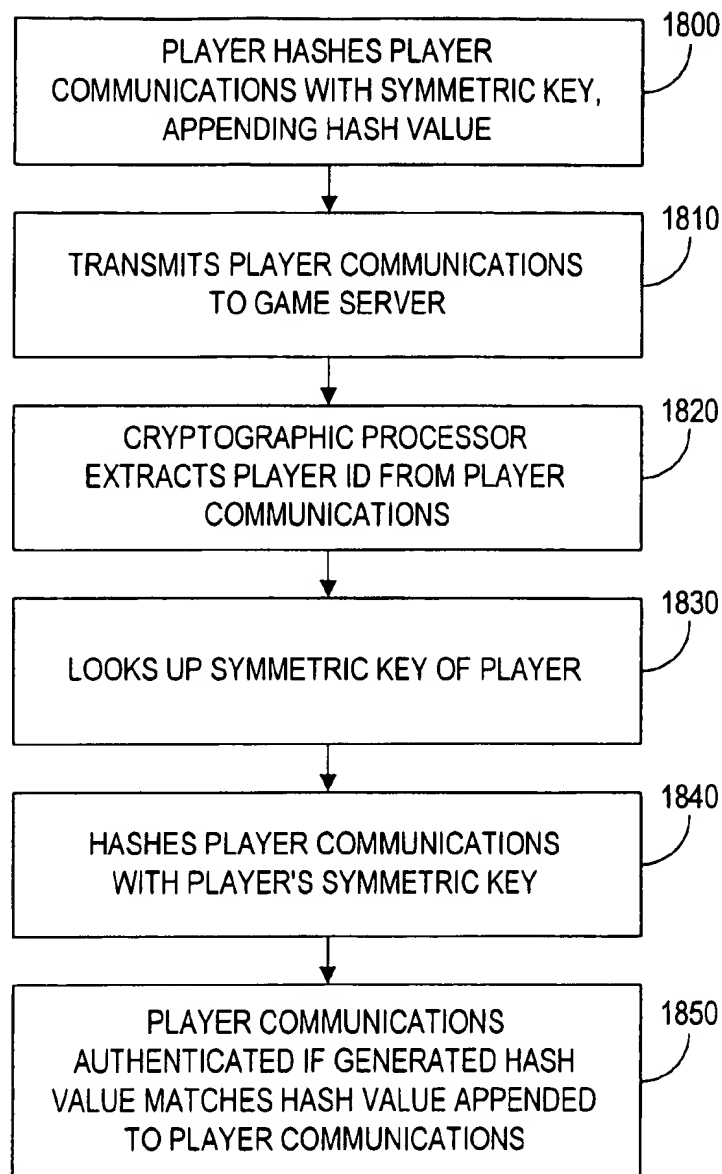 1800
PLAYER HASHES PLAYER
COMMUNICATIONS WITH SYMMETRIC KEY,
APPENDING HASH VALUE
1810
TRANSMITS PLAYER COMMUNICATIONS
TO GAME SERVER
1820
CRYPTOGRAPHIC PROCESSOR
EXTRACTS PLAYER ID FROM PLAYER
COMMUNICATIONS
1830
LOOKS UP SYMMETRIC KEY OF PLAYER
1840
HASHES PLAYER COMMUNICATIONS
WITH PLAYER'S SYMMETRIC KEY
1850
PLAYER COMMUNICATIONS
AUTHENTICATED IF GENERATED HASH
VALUE MATCHES HASH VALUE APPENDED
TO PLAYER COMMUNICATIONS